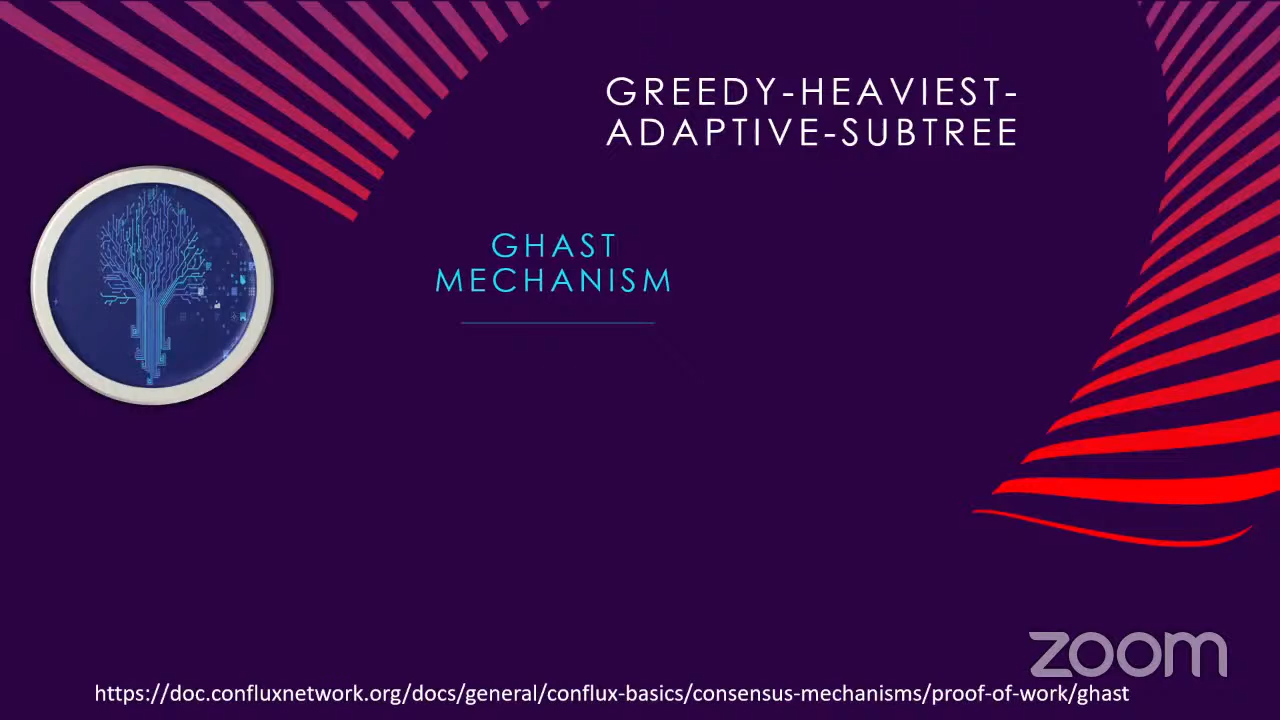 GREEDY-HEAVIEST-
ADAPTIVE-SUBTREE
GHAST
MECHANISM
zoom
https://doc.confluxnetwork.org/docs/general/conflux-basics/consensus-mechanisms/proof-of-work/ghast